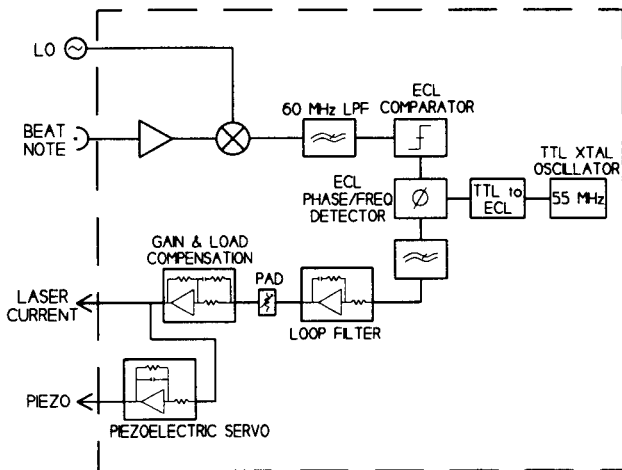 LO
BEAT
NOTE
60 MHz LPF
ECL
COMPARATOR
ECL
PHASE/FREQ
DETECTOR
Ø
TTL to
ECL
TTL XTAL
OSCILLATOR
55 MHz
GAIN & LOAD
COMPENSATION
PAD
LOOP FILTER
LASER
CURRENT
PIEZO
PIEZOELECTRIC SERVO